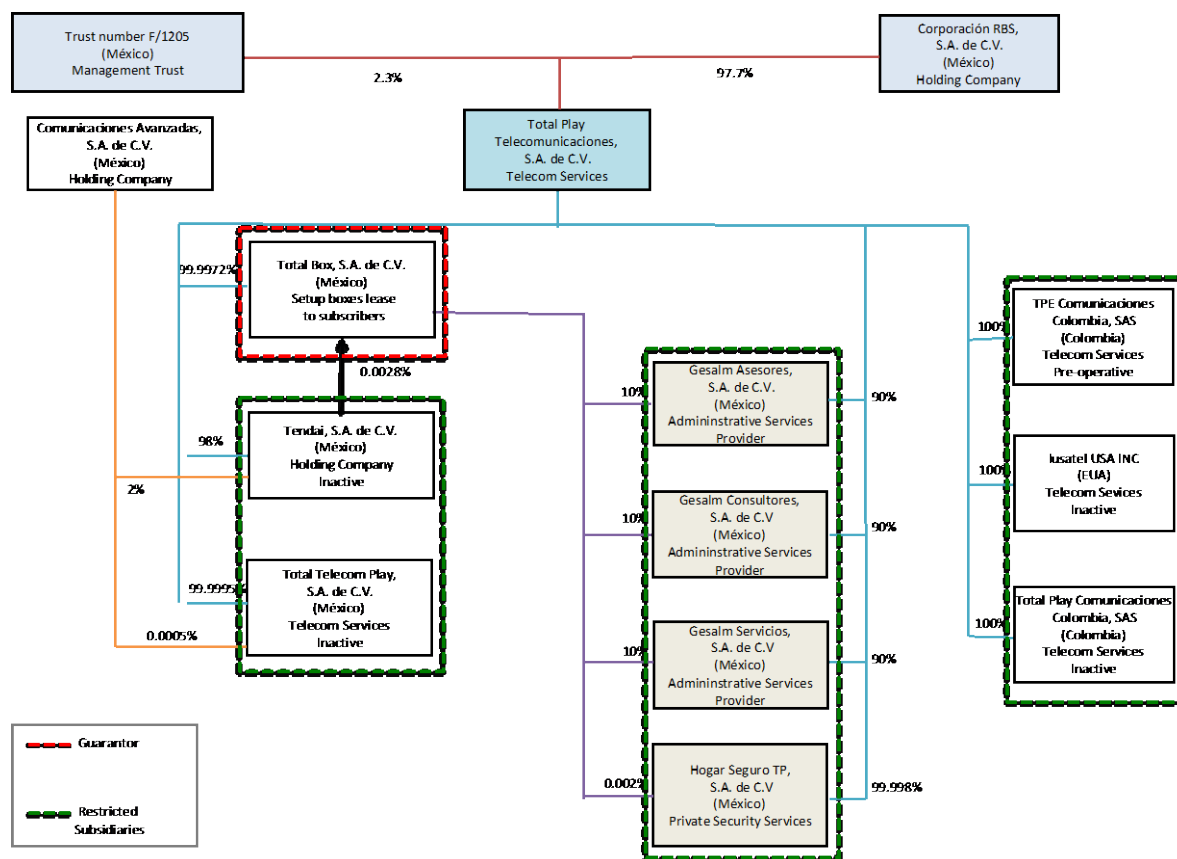 Trust number F/1205
(México)
Management Trust
Corporación RBS,
S.A. de C.V.
(México)
Holding Company
2.3%
97.7%
Comunicaciones Avanzadas,
S.A. de C.V.
(México)
Holding Company
Total Play
Telecomunicaciones,
S.A. de C.V.
Telecom Services
99.9972%
Total Box, S.A. de C.V.
(México)
Setup boxes lease
to subscribers
0.0028%
98%
2%
Tendai, S.A. de C.V.
(México)
Holding Company
Inactive
99.9995%
0.0005%
Total Telecom Play,
S.A. de C.V.
(México)
Telecom Services
Inactive
10%
Gesalm Asesores,
S.A. de C.V.
(México)
Admininstrative Services
Provider
90%
10%
Gesalm Consultores,
S.A. de C.V
(México)
Admininstrative Services
Provider
90%
10%
Gesalm Servicios,
S.A. de C.V
(México)
Admininstrative Services
Provider
90%
0.002%
Hogar Seguro TP,
S.A. de C.V
(México)
Private Security Services
99.998%
100%
TPE Comunicaciones
Colombia, SAS
(Colombia)
Telecom Services
Pre-operative
100%
Iusatel USA INC
(EUA)
Telecom Sevices
Inactive
100%
Total Play Comunicaciones
Colombia, SAS
(Colombia)
Telecom Services
Inactive
Guarantor
Restricted
Subsidiaries